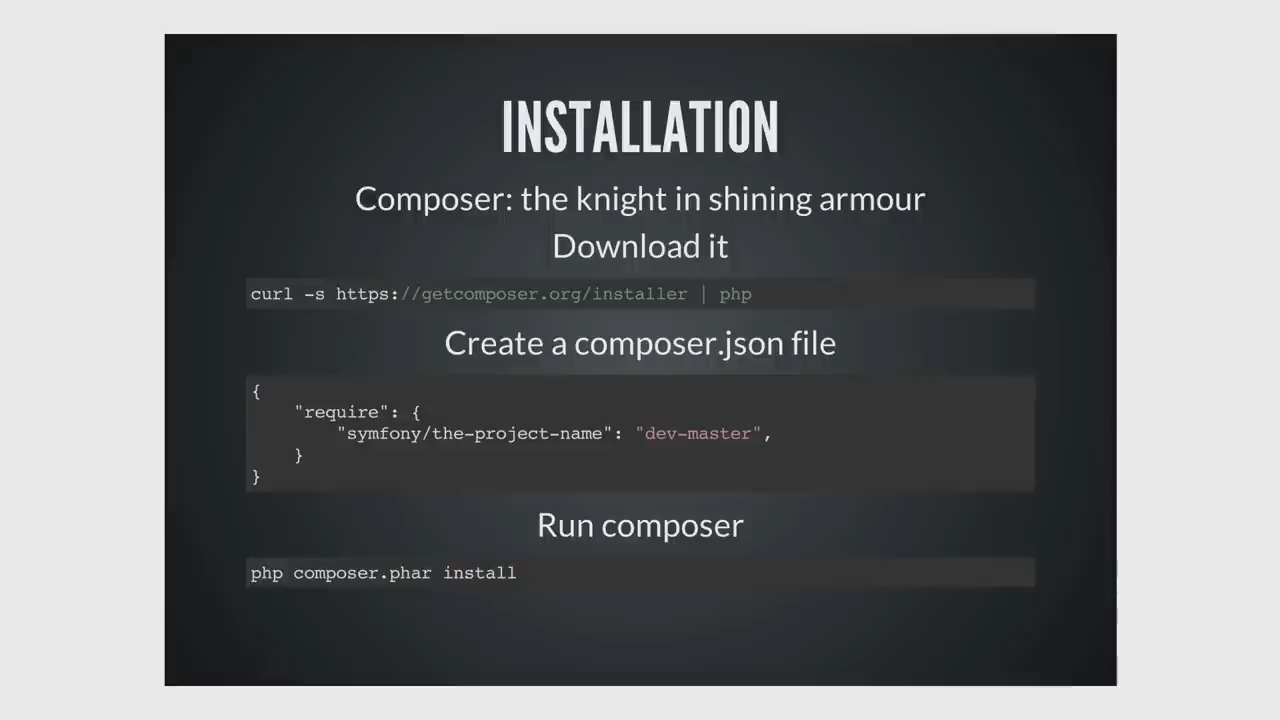 INSTALLATION
Composer: the knight in shining armour
Download it
curl -s https://getcomposer.org/installer | php
Create a composer.json file
{
    "require": {
        "symfony/the-project-name": "dev-master",
    }
}
Run composer
php composer.phar install